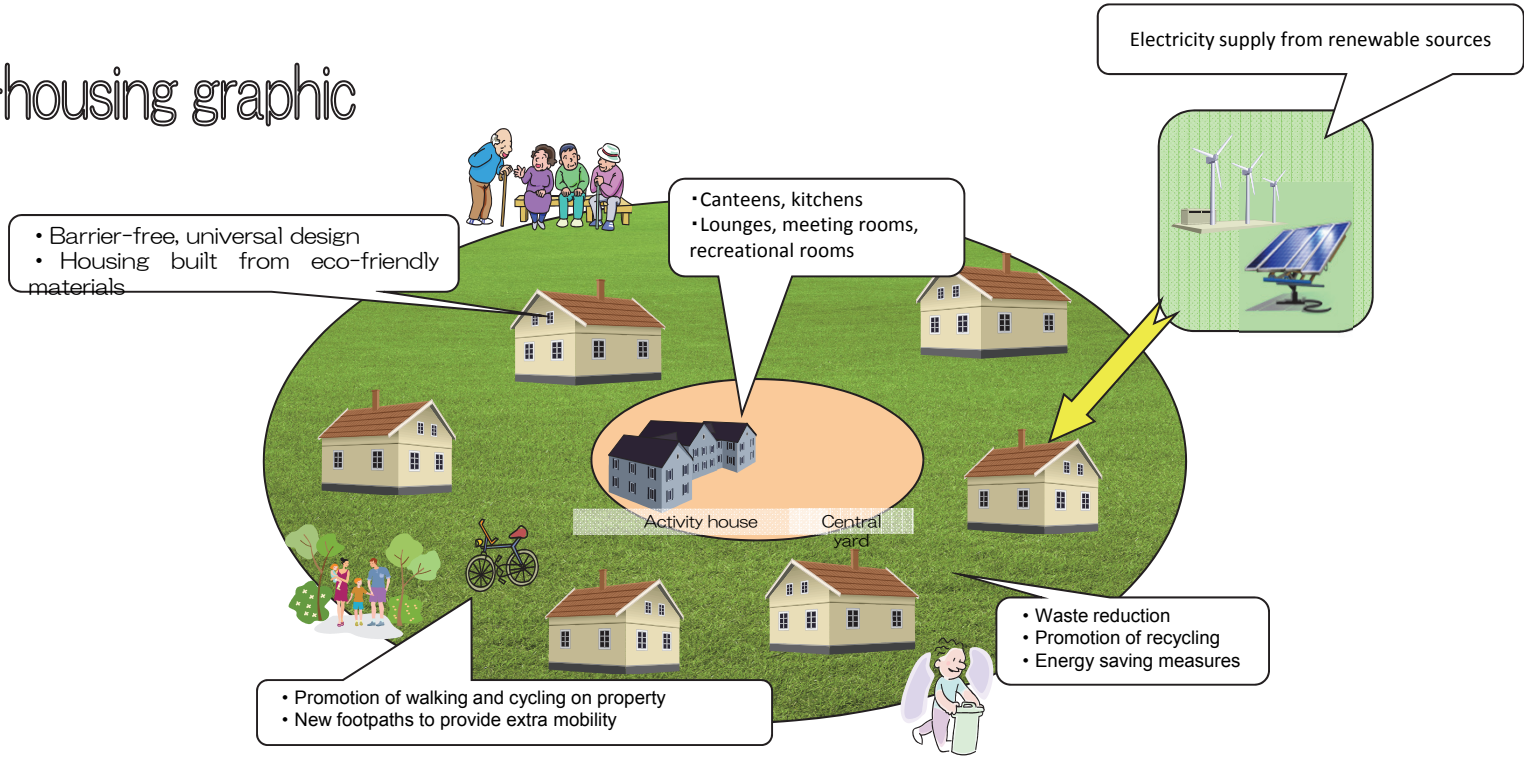 -housing graphic
Electricity supply from renewable sources
• Barrier-free, universal design
• Housing built from eco-friendly
materials
・Canteens, kitchens
・Lounges, meeting rooms,
recreational rooms
Activity house
Central
yard
• Waste reduction
• Promotion of recycling
• Energy saving measures
• Promotion of walking and cycling on property
• New footpaths to provide extra mobility